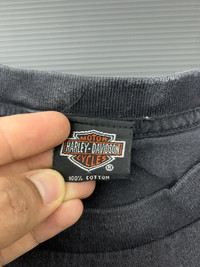 MOTOR
HARLEY-DAVIDSON
CYCLES
®
100% COTTON